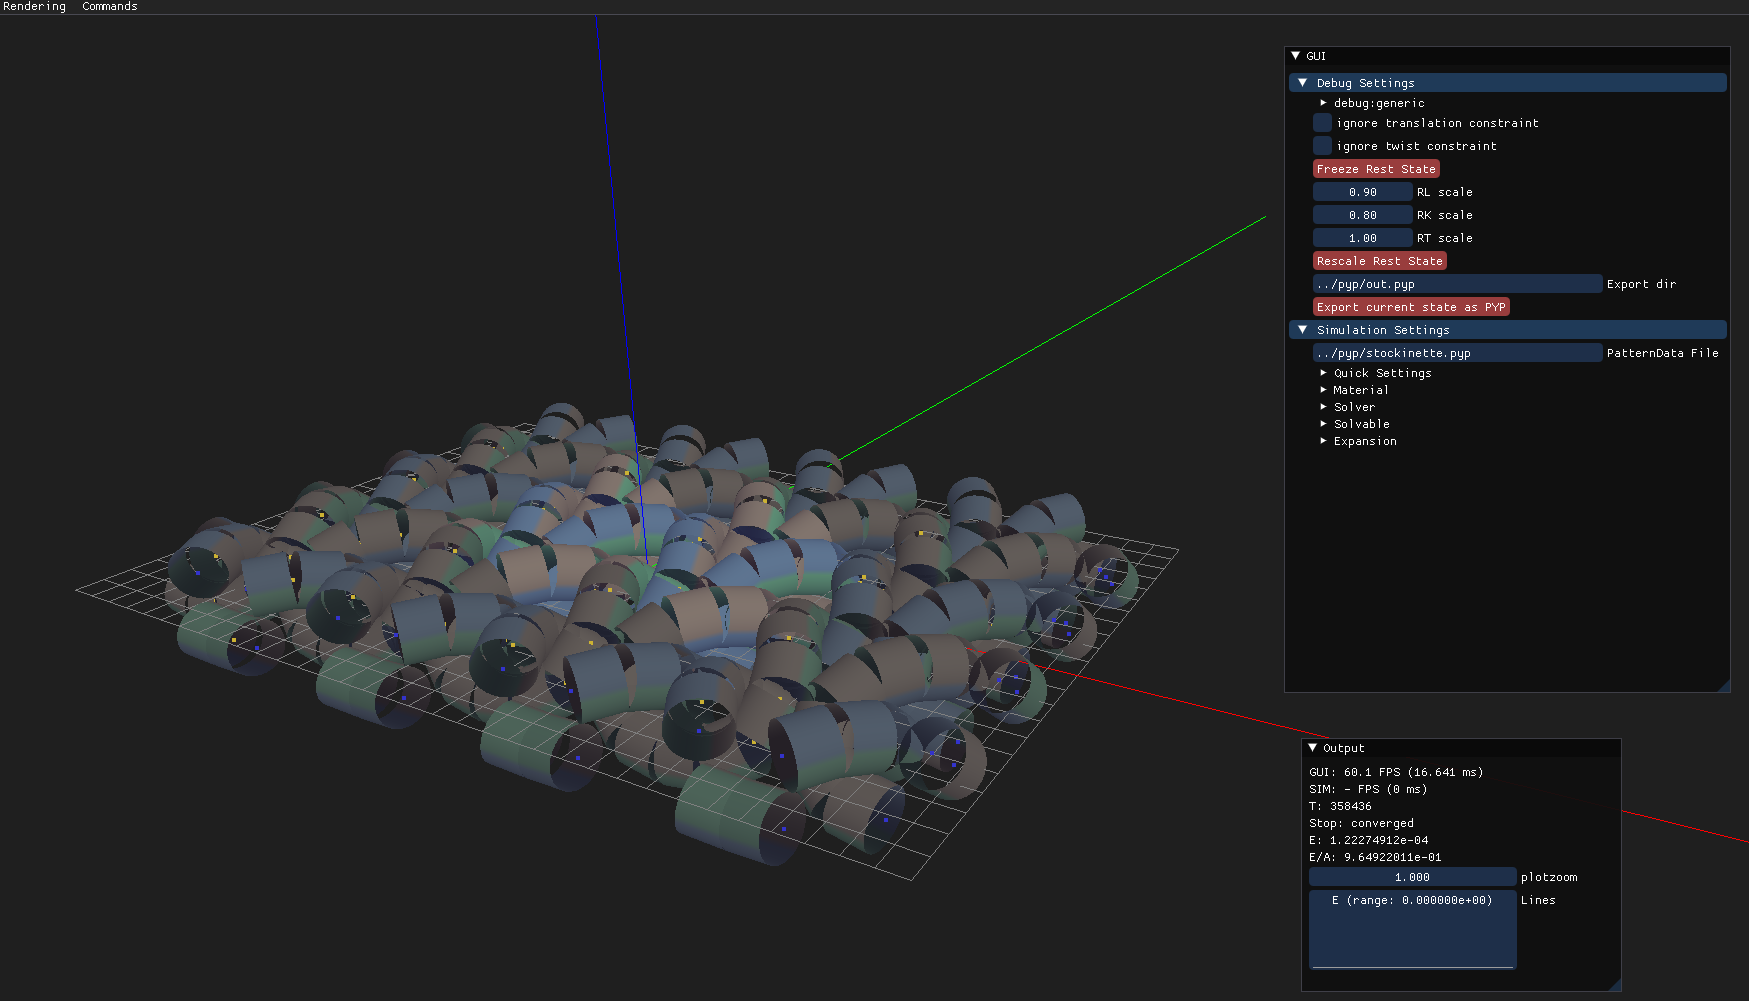 Rendering Commands
GUI
Debug Settings
debug:generic
ignore translation constraint
ignore twist constraint
Freeze Rest State
0.90 RL scale
0.80 RK scale
1.00 RT scale
Rescale Rest State
../pyp/out.pyp Export dir
Export current state as PYP
Simulation Settings
../pyp/stockinette.pyp PatternData File
Quick Settings
Material
Solver
Solvable
Expansion
Output
GUI: 60.1 FPS (16.641 ms)
SIM: - FPS (0 ms)
T: 358436
Stop: converged
E: 1.22274912e-04
E/A: 9.64922011e-01
1.000 plotzoom
E (range: 0.000000e+00) Lines